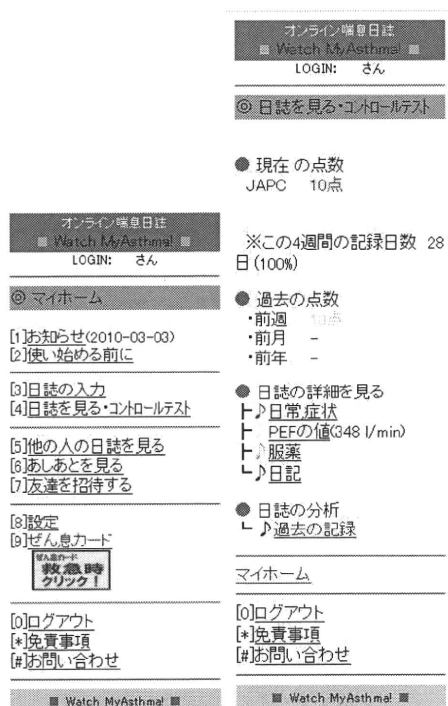 オンライン喘息日誌
■ Watch MyAsthma! ■
LOGIN: さん
◎ マイホーム
[1]お知らせ(2010-03-03)
[2]使い始める前に
[3]日誌の入力
[4]日誌を見る・コントロールテスト
[5]他の人の日誌を見る
[6]あしあとを見る
[7]友達を招待する
[8]設定
[9]ぜん息カード
ぜん息カード
救急時
クリック!
[0]ログアウト
[*]免責事項
[#]お問い合わせ
■ Watch MyAsthma! ■
オンライン喘息日誌
■ Watch MyAsthma! ■
LOGIN: さん
◎ 日誌を見る・コントロールテスト
● 現在 の点数
JAPC 10点
※この4週間の記録日数 28
日(100%)
● 過去の点数
・前週 10点
・前月 -
・前年 -
● 日誌の詳細を見る
┣♪日常症状
┣ PEFの値(348 l/min)
┣♪服薬
┗♪日記
● 日誌の分析
┗ ♪過去の記録
マイホーム
[0]ログアウト
[*]免責事項
[#]お問い合わせ
■ Watch MyAsthma! ■